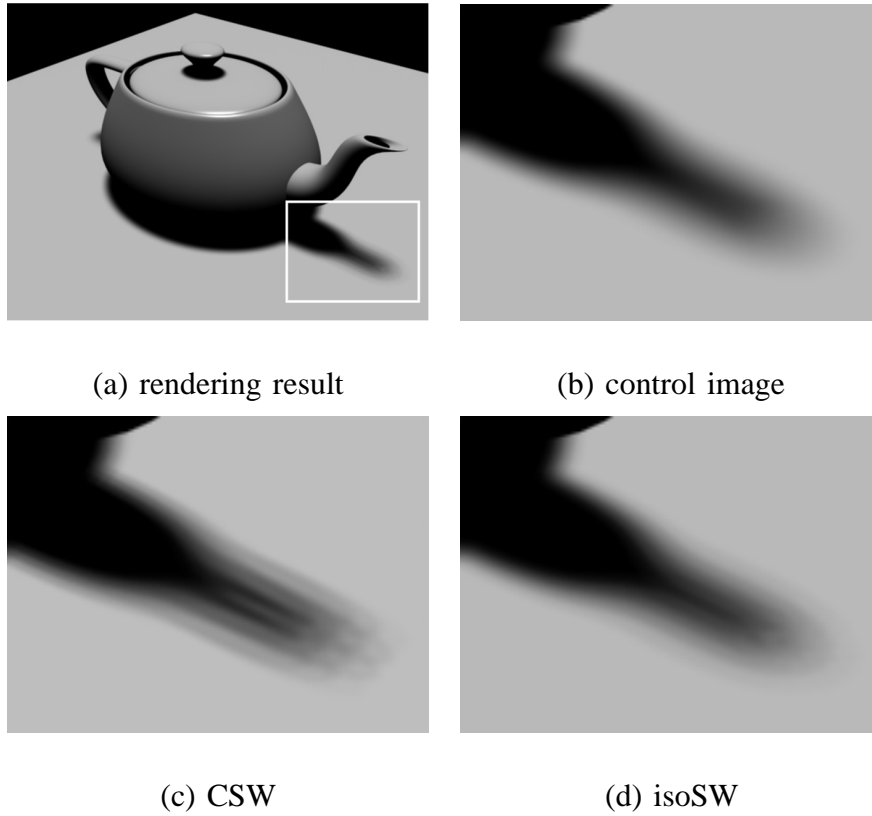 (a) rendering result
(b) control image
(c) CSW
(d) isoSW